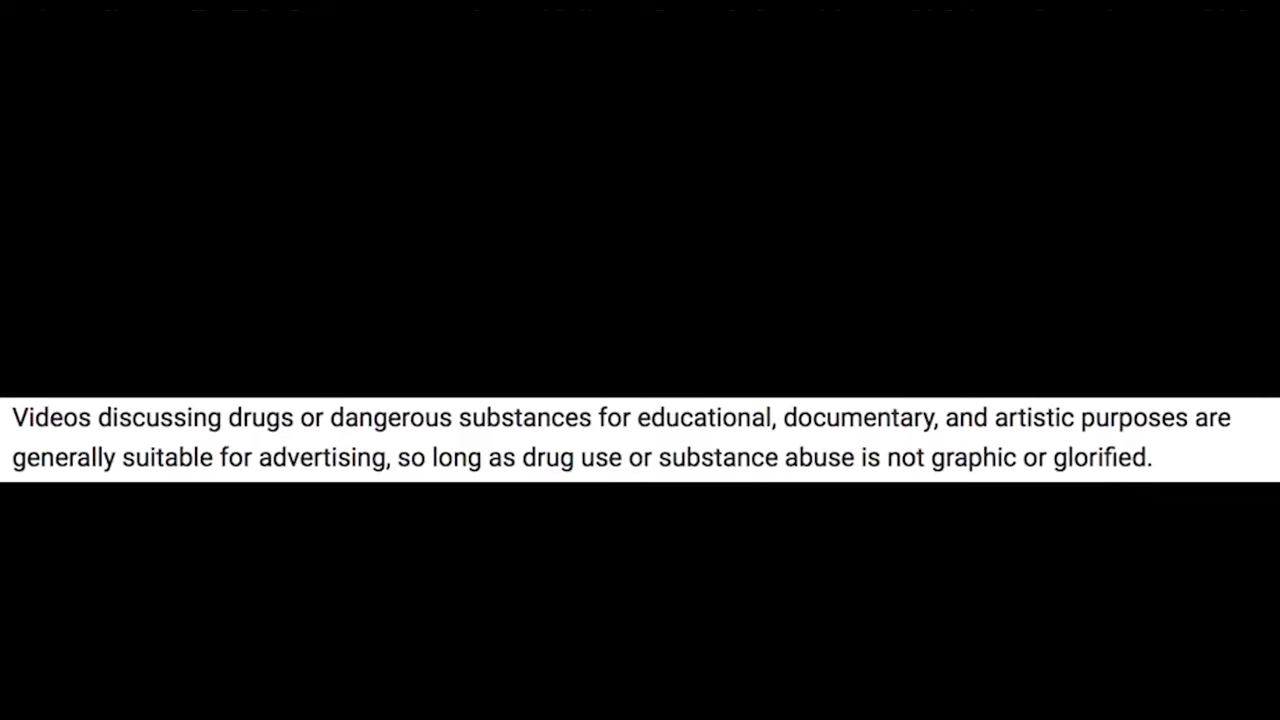 Videos discussing drugs or dangerous substances for educational, documentary, and artistic purposes are
generally suitable for advertising, so long as drug use or substance abuse is not graphic or glorified.